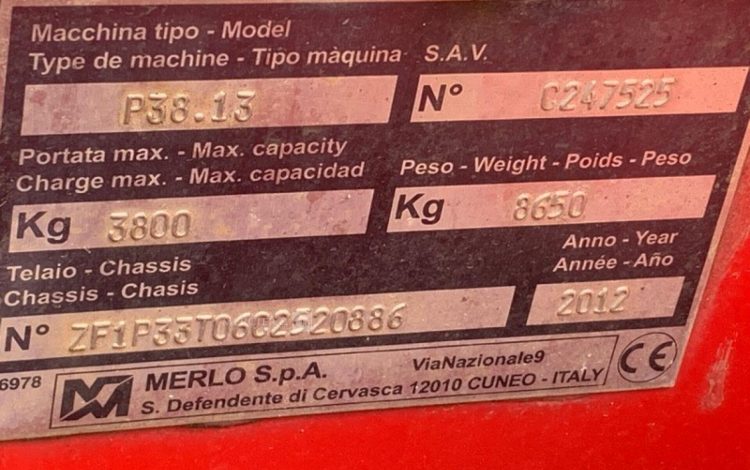 Macchina tipo - Model
Type de machine - Tipo màquina S.A.V.
P38.13 N° C247525
Portata max. - Max. capacity
Charge max. - Max. capacidad Peso - Weight - Poids - Peso
Kg 3800 Kg 8650
Telaio - Chassis Anno - Year
Chassis - Chasis Année - Año
N° ZF1P33T0602520886 2012
6978 MERLO S.p.A. ViaNazionale9
S. Defendente di Cervasca 12010 CUNEO - ITALY CE